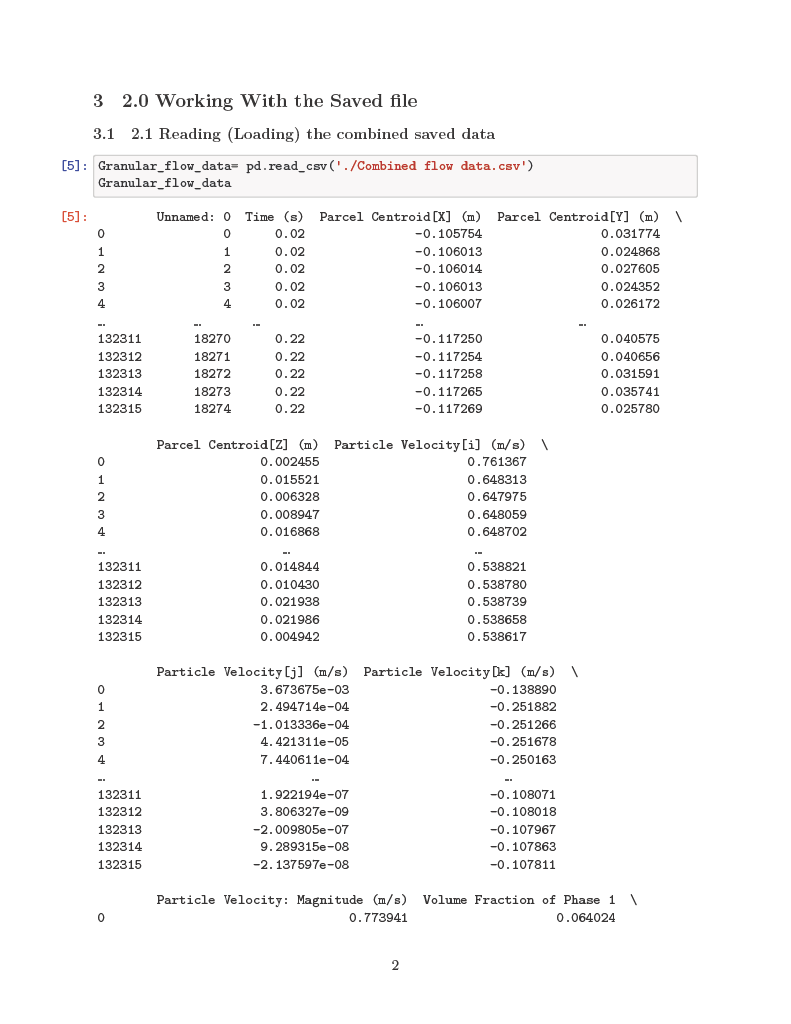 3 2.0 Working With the Saved file
3.1 2.1 Reading (Loading) the combined saved data
[5]: Granular_flow_data= pd.read_csv('./Combined flow data.csv')
Granular_flow_data
[5]: Unnamed: 0 Time (s) Parcel Centroid[X] (m) Parcel Centroid[Y] (m) \
0 0 0.02 -0.105754 0.031774
1 1 0.02 -0.106013 0.024868
2 2 0.02 -0.106014 0.027605
3 3 0.02 -0.106013 0.024352
4 4 0.02 -0.106007 0.026172
… … … … …
132311 18270 0.22 -0.117250 0.040575
132312 18271 0.22 -0.117254 0.040656
132313 18272 0.22 -0.117258 0.031591
132314 18273 0.22 -0.117265 0.035741
132315 18274 0.22 -0.117269 0.025780
Parcel Centroid[Z] (m) Particle Velocity[i] (m/s) \
0 0.002455 0.761367
1 0.015521 0.648313
2 0.006328 0.647975
3 0.008947 0.648059
4 0.016868 0.648702
… … …
132311 0.014844 0.538821
132312 0.010430 0.538780
132313 0.021938 0.538739
132314 0.021986 0.538658
132315 0.004942 0.538617
Particle Velocity[j] (m/s) Particle Velocity[k] (m/s) \
0 3.673675e-03 -0.138890
1 2.494714e-04 -0.251882
2 -1.013336e-04 -0.251266
3 4.421311e-05 -0.251678
4 7.440611e-04 -0.250163
… … …
132311 1.922194e-07 -0.108071
132312 3.806327e-09 -0.108018
132313 -2.009805e-07 -0.107967
132314 9.289315e-08 -0.107863
132315 -2.137597e-08 -0.107811
Particle Velocity: Magnitude (m/s) Volume Fraction of Phase 1 \
0 0.773941 0.064024
2